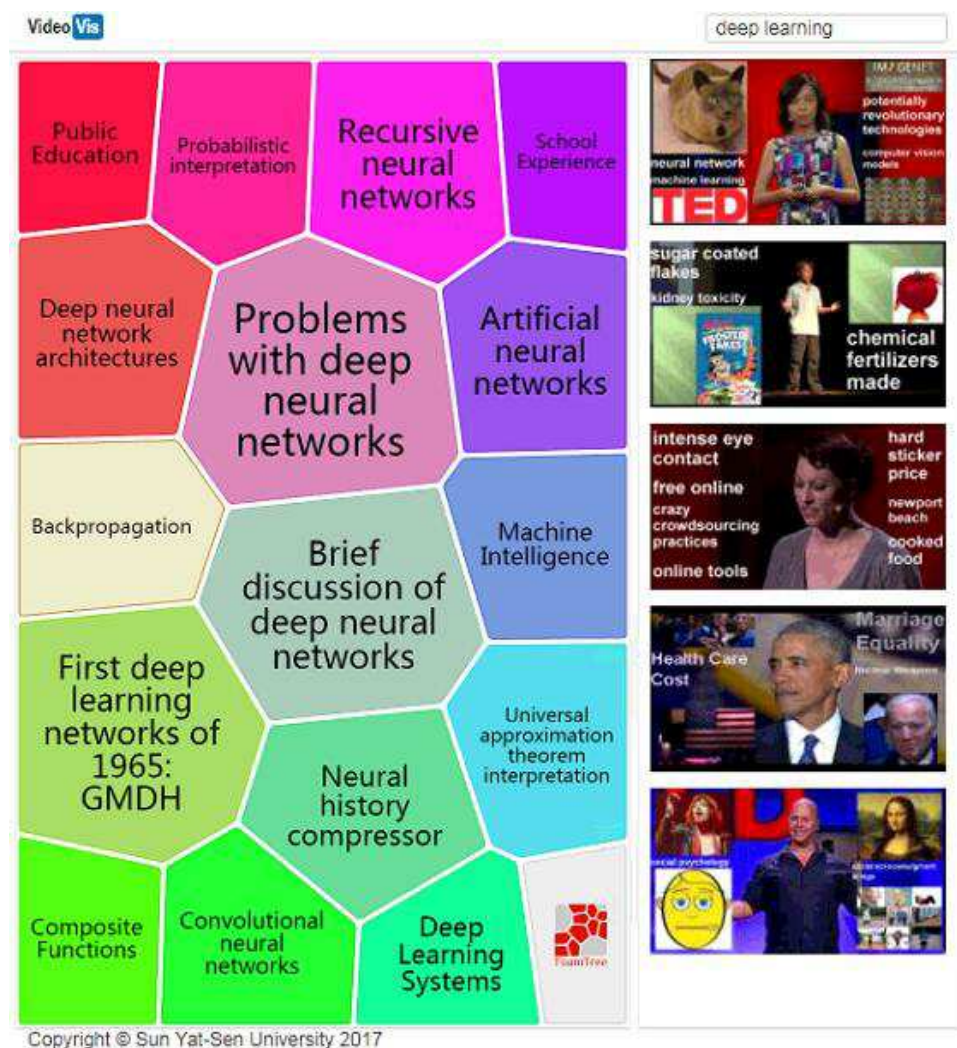 Video Vis
deep learning
Public
Education
Probabilistic
interpretation
Recursive
neural
networks
School
Experience
Deep neural
network
architectures
Problems
with deep
neural
networks
Artificial
neural
networks
Backpropagation
Brief
discussion of
deep neural
networks
Machine
Intelligence
First deep
learning
networks of
1965:
GMDH
Neural
history
compressor
Universal
approximation
theorem
interpretation
Composite
Functions
Convolutional
neural
networks
Deep
Learning
Systems
FoamTree
IMAGENET
potentially
revolutionary
technologies
computer vision
models
neural network
machine learning
TED
sugar coated
flakes
kidney toxicity
chemical
fertilizers
made
intense eye
contact
free online
crazy
crowdsourcing
practices
online tools
hard
sticker
price
newport
beach
cooked
food
Marriage
Equality
Health Care
Cost
social psychology
Copyright © Sun Yat-Sen University 2017